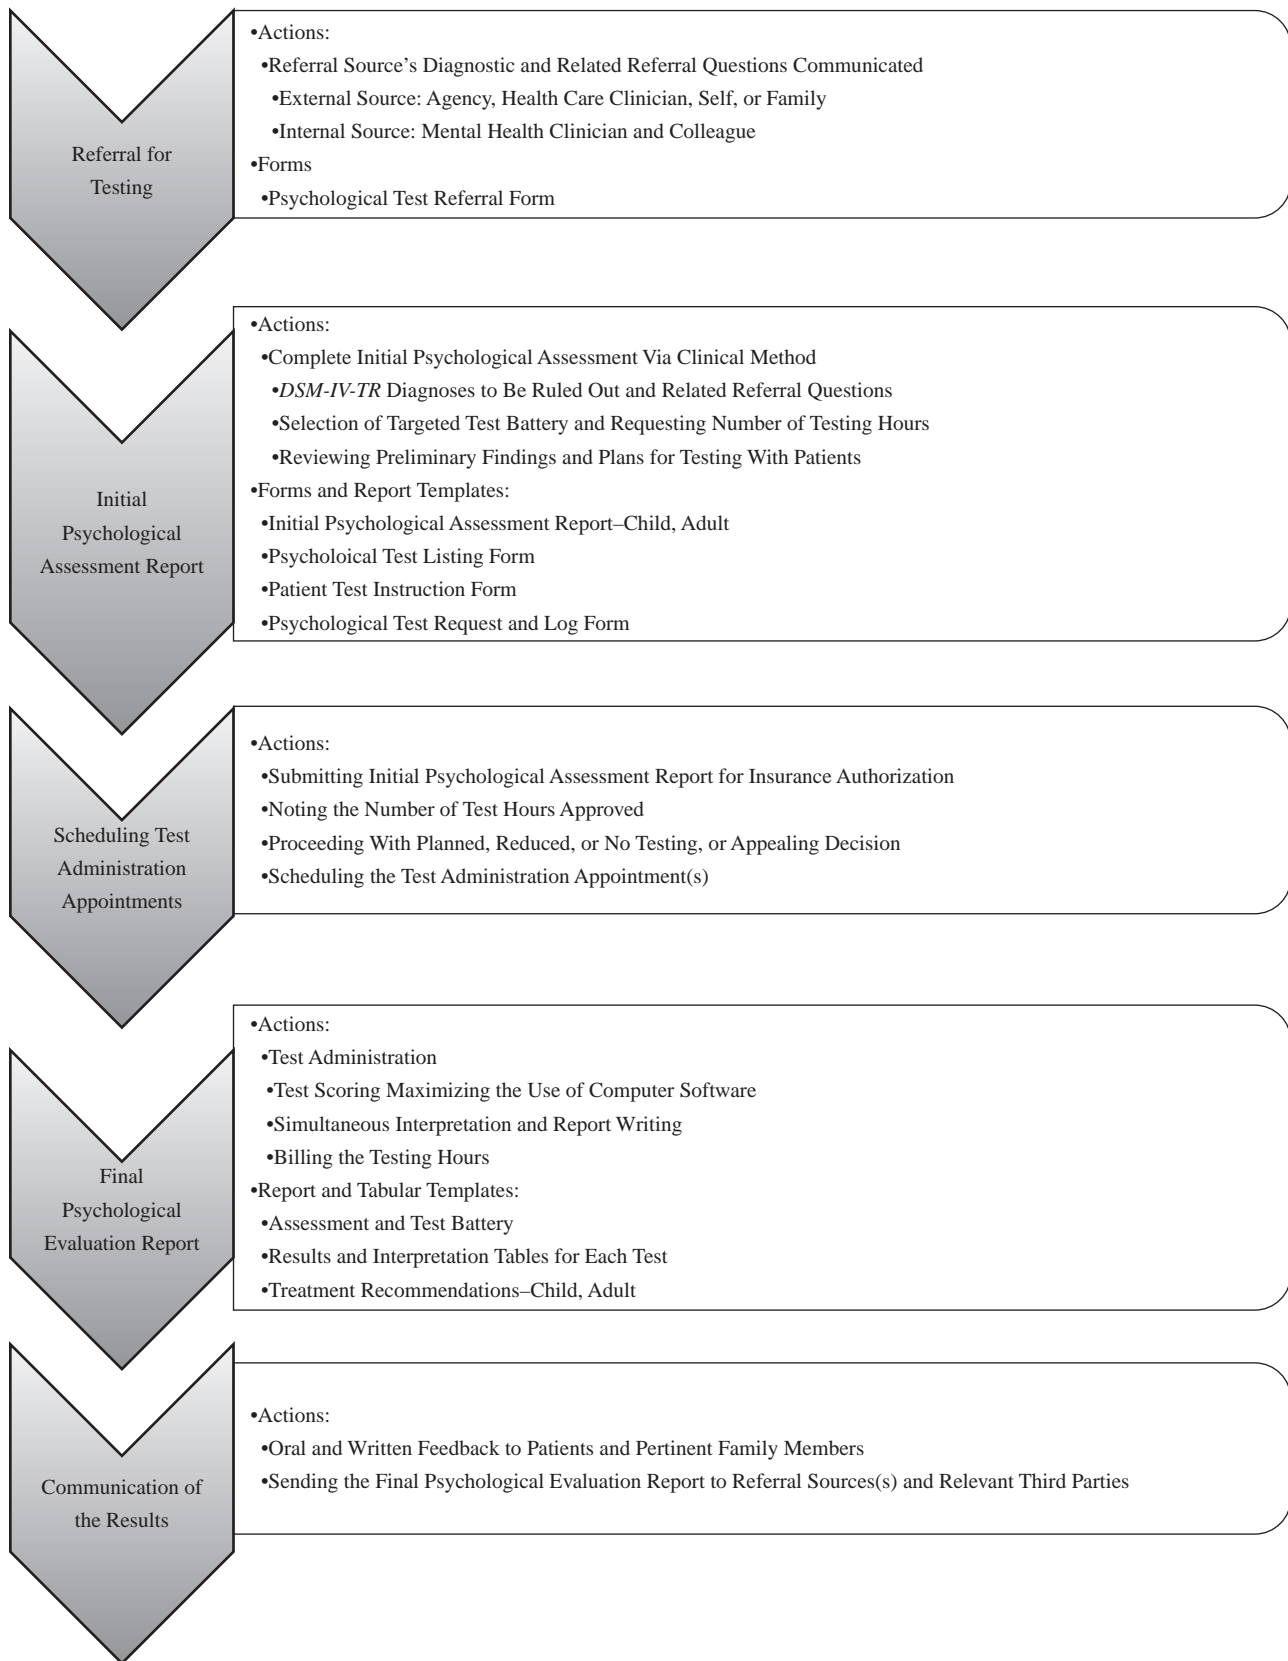 Referral for
Testing
•Actions:
•Referral Source’s Diagnostic and Related Referral Questions Communicated
•External Source: Agency, Health Care Clinician, Self, or Family
•Internal Source: Mental Health Clinician and Colleague
•Forms
•Psychological Test Referral Form
Initial
Psychological
Assessment Report
•Actions:
•Complete Initial Psychological Assessment Via Clinical Method
•DSM-IV-TR Diagnoses to Be Ruled Out and Related Referral Questions
•Selection of Targeted Test Battery and Requesting Number of Testing Hours
•Reviewing Preliminary Findings and Plans for Testing With Patients
•Forms and Report Templates:
•Initial Psychological Assessment Report–Child, Adult
•Psycholoical Test Listing Form
•Patient Test Instruction Form
•Psychological Test Request and Log Form
Scheduling Test
Administration
Appointments
•Actions:
•Submitting Initial Psychological Assessment Report for Insurance Authorization
•Noting the Number of Test Hours Approved
•Proceeding With Planned, Reduced, or No Testing, or Appealing Decision
•Scheduling the Test Administration Appointment(s)
Final
Psychological
Evaluation Report
•Actions:
•Test Administration
•Test Scoring Maximizing the Use of Computer Software
•Simultaneous Interpretation and Report Writing
•Billing the Testing Hours
•Report and Tabular Templates:
•Assessment and Test Battery
•Results and Interpretation Tables for Each Test
•Treatment Recommendations–Child, Adult
Communication of
the Results
•Actions:
•Oral and Written Feedback to Patients and Pertinent Family Members
•Sending the Final Psychological Evaluation Report to Referral Sources(s) and Relevant Third Parties